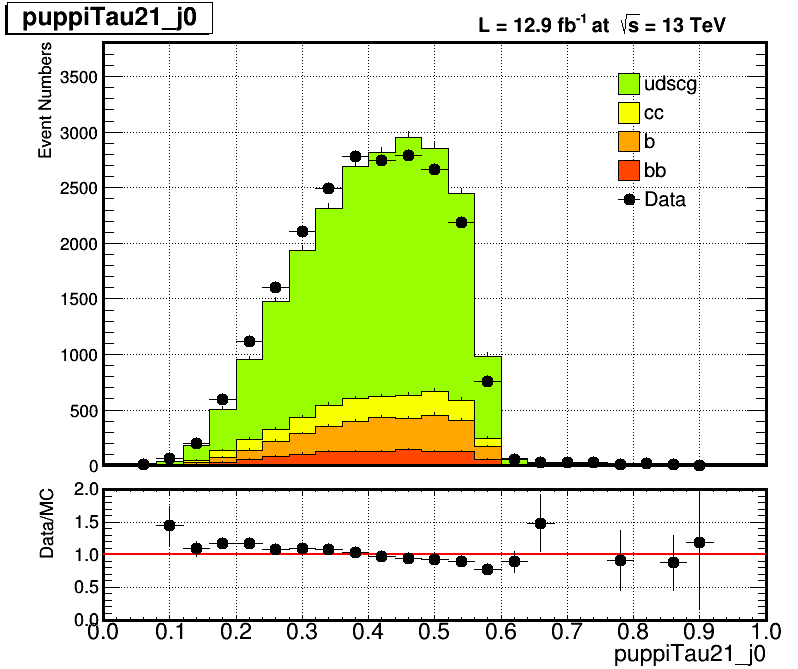 puppiTau21_j0
L = 12.9 fb⁻¹ at √s = 13 TeV
Event Numbers
3500
3000
2500
2000
1500
1000
500
0
udscg
cc
b
bb
Data
Data/MC
2.0
1.5
1.0
0.5
0.0
0.0 0.1 0.2 0.3 0.4 0.5 0.6 0.7 0.8 0.9 1.0
puppiTau21_j0